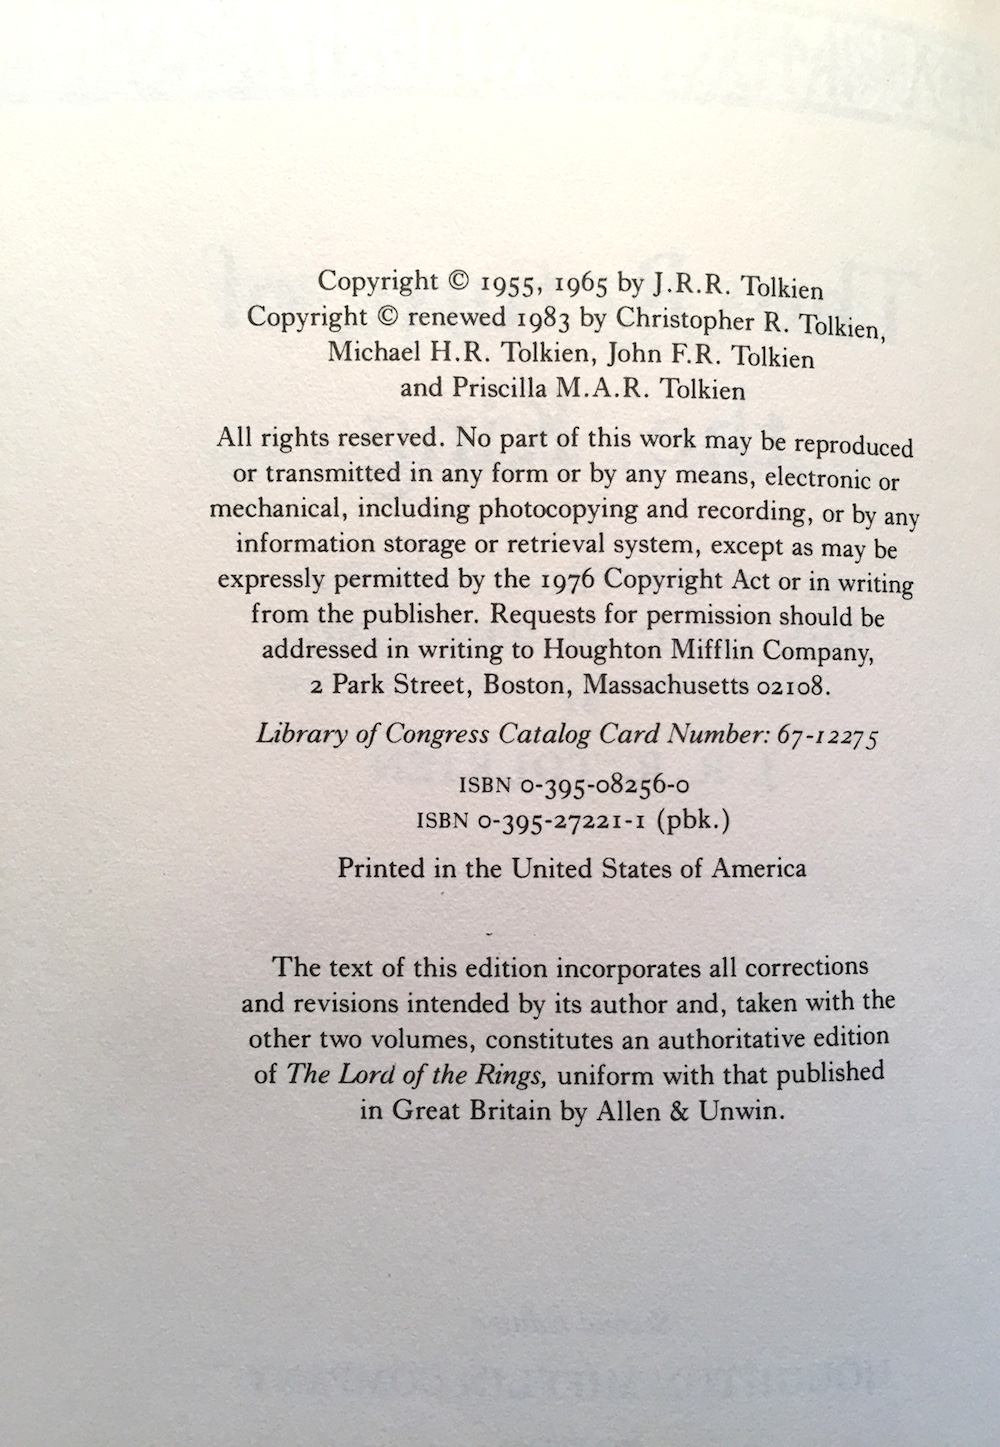 Copyright © 1955, 1965 by J.R.R. Tolkien
Copyright © renewed 1983 by Christopher R. Tolkien,
Michael H.R. Tolkien, John F.R. Tolkien
and Priscilla M.A.R. Tolkien
All rights reserved. No part of this work may be reproduced
or transmitted in any form or by any means, electronic or
mechanical, including photocopying and recording, or by any
information storage or retrieval system, except as may be
expressly permitted by the 1976 Copyright Act or in writing
from the publisher. Requests for permission should be
addressed in writing to Houghton Mifflin Company,
2 Park Street, Boston, Massachusetts 02108.
Library of Congress Catalog Card Number: 67-12275
ISBN 0-395-08256-0
ISBN 0-395-27221-1 (pbk.)
Printed in the United States of America
The text of this edition incorporates all corrections
and revisions intended by its author and, taken with the
other two volumes, constitutes an authoritative edition
of The Lord of the Rings, uniform with that published
in Great Britain by Allen & Unwin.